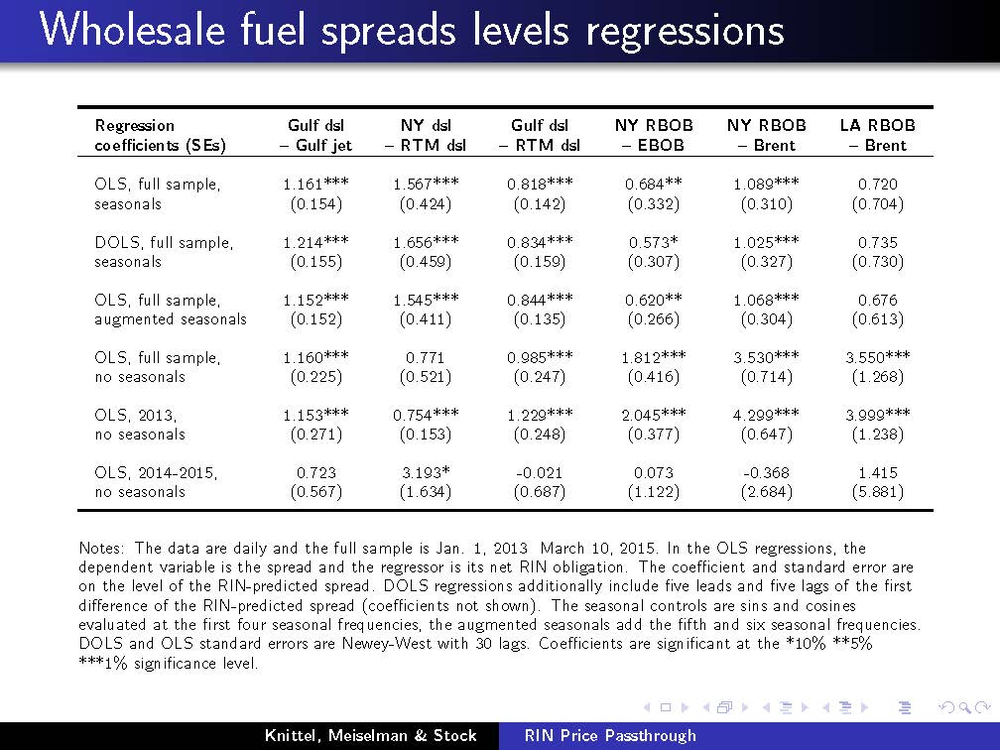 Wholesale fuel spreads levels regressions
Regression Gulf dsl NY dsl Gulf dsl NY RBOB NY RBOB LA RBOB
coefficients (SEs) – Gulf jet – RTM dsl – RTM dsl – EBOB – Brent – Brent
OLS, full sample, 1.161*** 1.567*** 0.818*** 0.684** 1.089*** 0.720
seasonals (0.154) (0.424) (0.142) (0.332) (0.310) (0.704)
DOLS, full sample, 1.214*** 1.656*** 0.834*** 0.573* 1.025*** 0.735
seasonals (0.155) (0.459) (0.159) (0.307) (0.327) (0.730)
OLS, full sample, 1.152*** 1.545*** 0.844*** 0.620** 1.068*** 0.676
augmented seasonals (0.152) (0.411) (0.135) (0.266) (0.304) (0.613)
OLS, full sample, 1.160*** 0.771 0.985*** 1.812*** 3.530*** 3.550***
no seasonals (0.225) (0.521) (0.247) (0.416) (0.714) (1.268)
OLS, 2013, 1.153*** 0.754*** 1.229*** 2.045*** 4.299*** 3.999***
no seasonals (0.271) (0.153) (0.248) (0.377) (0.647) (1.238)
OLS, 2014-2015, 0.723 3.193* -0.021 0.073 -0.368 1.415
no seasonals (0.567) (1.634) (0.687) (1.122) (2.684) (5.881)
Notes: The data are daily and the full sample is Jan. 1, 2013 March 10, 2015. In the OLS regressions, the
dependent variable is the spread and the regressor is its net RIN obligation. The coefficient and standard error are
on the level of the RIN-predicted spread. DOLS regressions additionally include five leads and five lags of the first
difference of the RIN-predicted spread (coefficients not shown). The seasonal controls are sins and cosines
evaluated at the first four seasonal frequencies, the augmented seasonals add the fifth and six seasonal frequencies.
DOLS and OLS standard errors are Newey-West with 30 lags. Coefficients are significant at the *10% **5%
***1% significance level.
Knittel, Meiselman & Stock RIN Price Passthrough